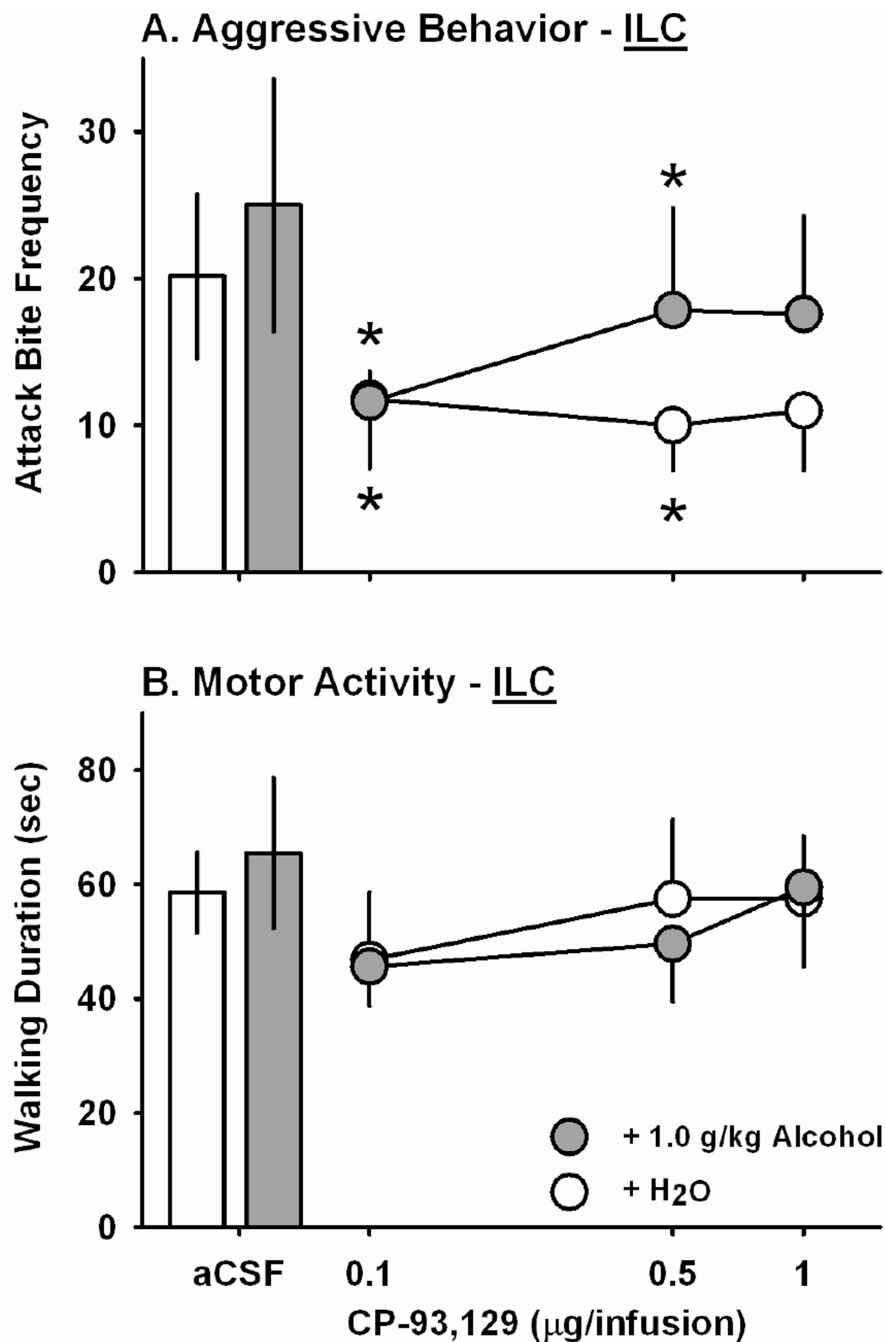 A. Aggressive Behavior - ILC
Attack Bite Frequency
30
20
10
0
*
*
*
*
B. Motor Activity - ILC
Walking Duration (sec)
80
60
40
20
0
+ 1.0 g/kg Alcohol
+ H2O
aCSF 0.1 0.5 1
CP-93,129 (μg/infusion)